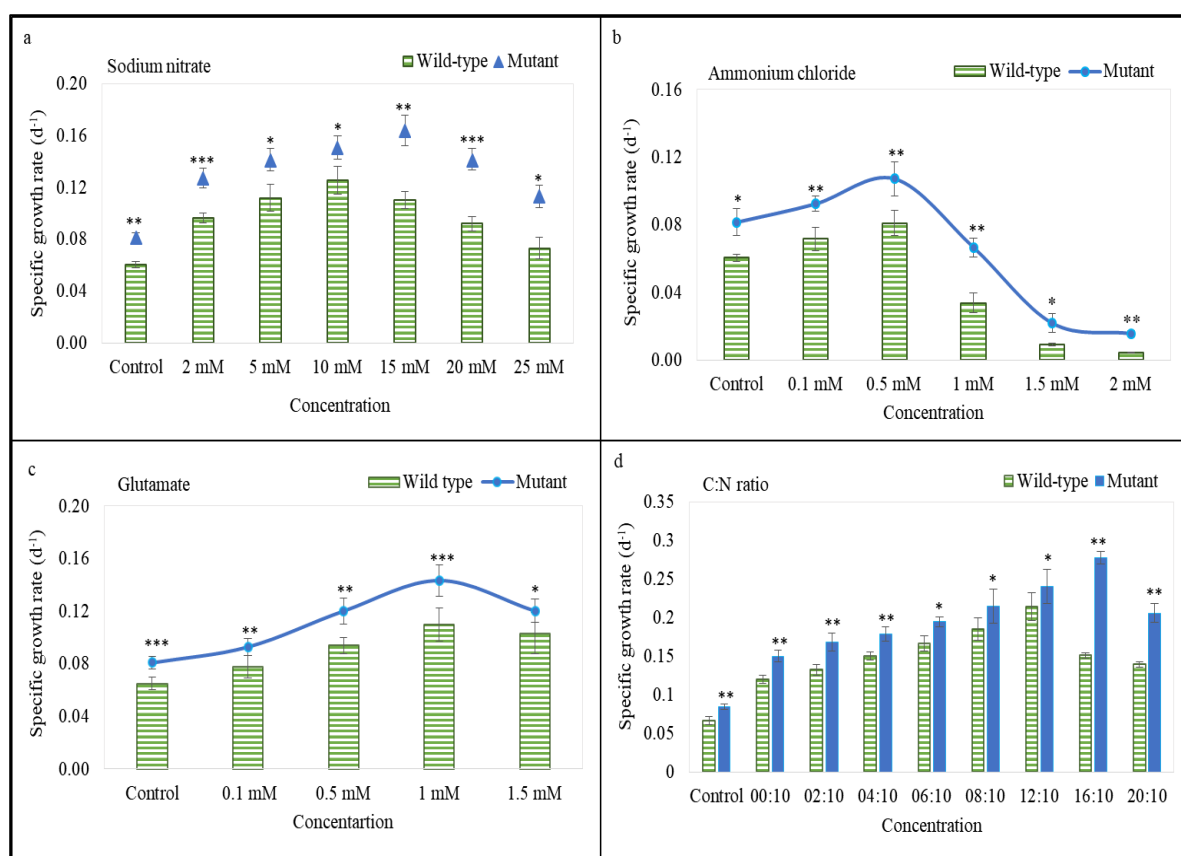 a
Sodium nitrate
Wild-type Mutant
0.20
0.16
0.12
0.08
0.04
0.00
Specific growth rate (d⁻¹)
** *** * * ** *** *
Control 2 mM 5 mM 10 mM 15 mM 20 mM 25 mM
Concentration
b
Wild-type Mutant
Ammonium chloride
0.16
0.12
0.08
0.04
0.00
Specific growth rate (d⁻¹)
* ** ** ** * **
Control 0.1 mM 0.5 mM 1 mM 1.5 mM 2 mM
Concentration
c
Glutamate
Wild type Mutant
0.20
0.16
0.12
0.08
0.04
0.00
Specific growth rate (d⁻¹)
*** ** ** *** *
Control 0.1 mM 0.5 mM 1 mM 1.5 mM
Concentartion
d
C:N ratio
Wild-type Mutant
0.35
0.3
0.25
0.2
0.15
0.1
0.05
0
Specific growth rate (d⁻¹)
** ** ** ** * * * ** **
Control 00:10 02:10 04:10 06:10 08:10 12:10 16:10 20:10
Concentration